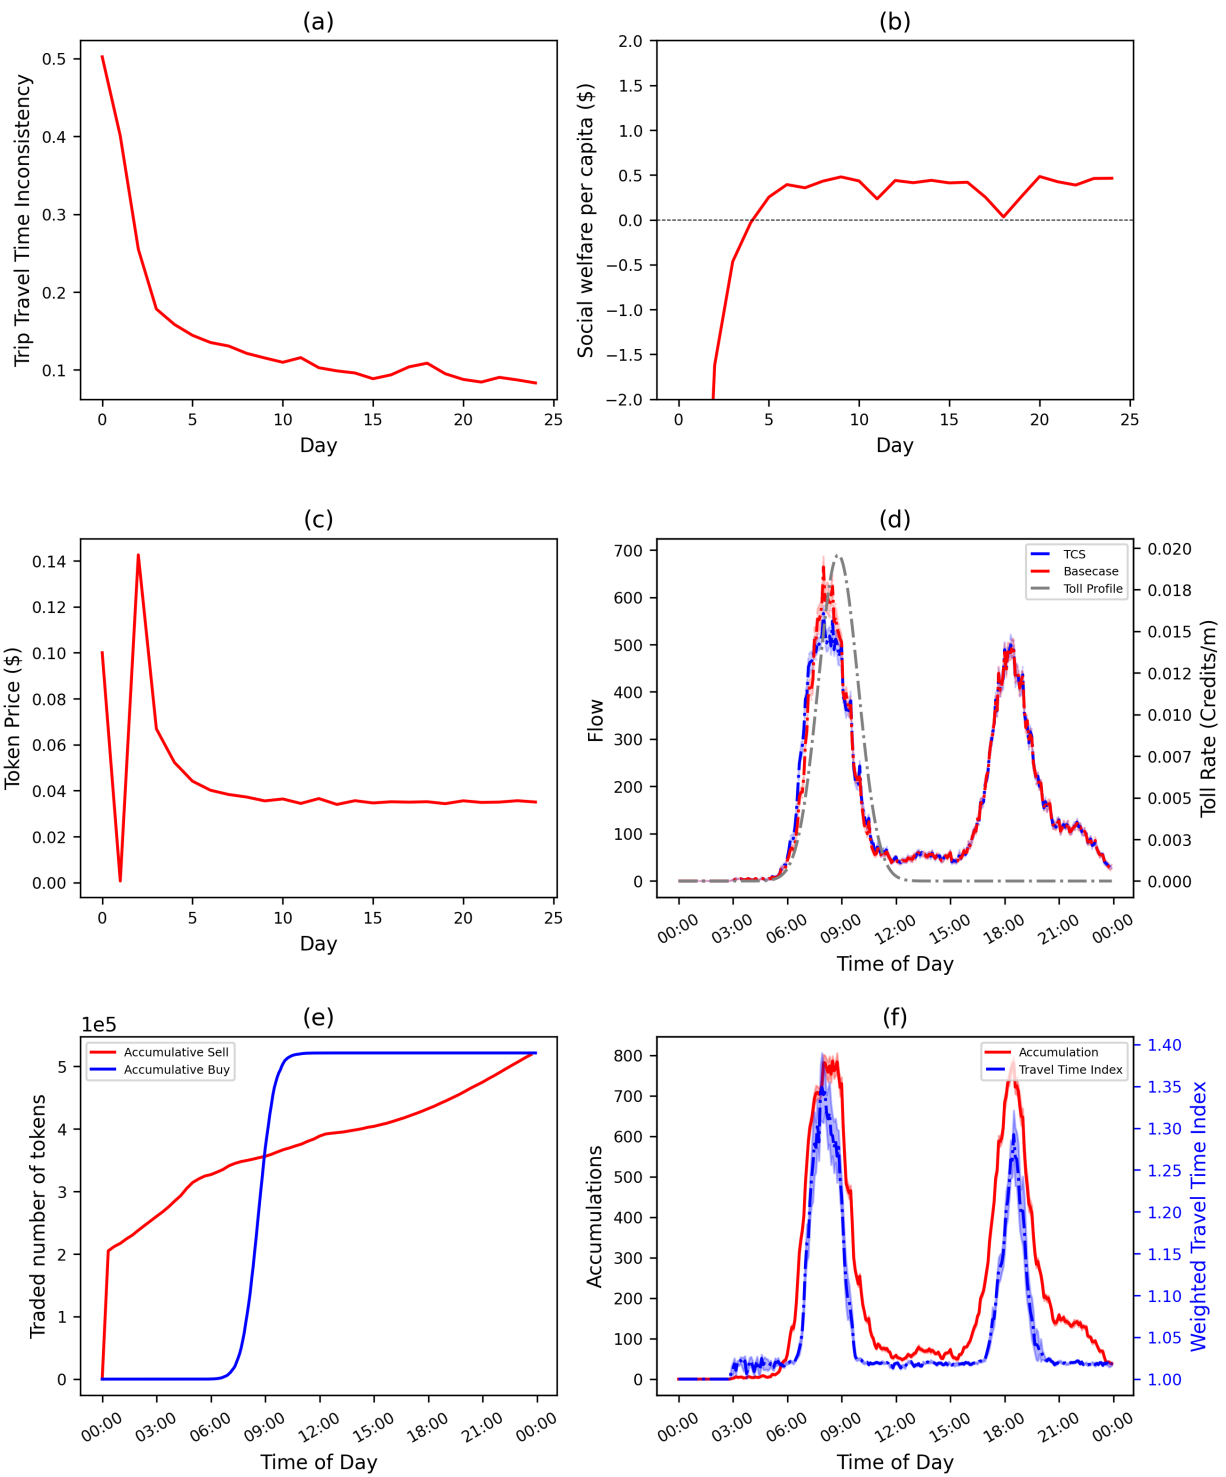 (a)
Trip Travel Time Inconsistency
0.5
0.4
0.3
0.2
0.1
0 5 10 15 20 25
Day
(b)
Social welfare per capita ($)
2.0
1.5
1.0
0.5
0.0
−0.5
−1.0
−1.5
−2.0
0 5 10 15 20 25
Day
(c)
Token Price ($)
0.14
0.12
0.10
0.08
0.06
0.04
0.02
0.00
0 5 10 15 20 25
Day
(d)
Flow
700
600
500
400
300
200
100
0
TCS
Basecase
Toll Profile
0.020
0.018
0.015
0.012
0.010
0.007
0.005
0.003
0.000
Toll Rate (Credits/m)
00:00 03:00 06:00 09:00 12:00 15:00 18:00 21:00 00:00
Time of Day
(e)
1e5
Traded number of tokens
5
4
3
2
1
0
Accumulative Sell
Accumulative Buy
00:00 03:00 06:00 09:00 12:00 15:00 18:00 21:00 00:00
Time of Day
(f)
Accumulations
800
700
600
500
400
300
200
100
0
Accumulation
Travel Time Index
1.40
1.35
1.30
1.25
1.20
1.15
1.10
1.05
1.00
Weighted Travel Time Index
00:00 03:00 06:00 09:00 12:00 15:00 18:00 21:00 00:00
Time of Day